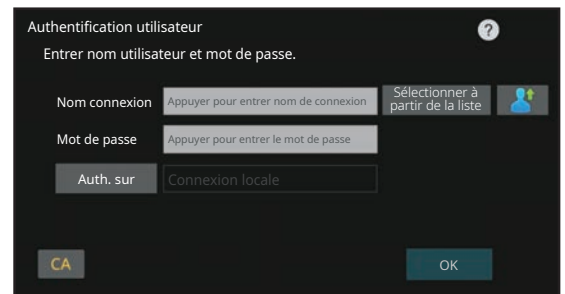 Authentification utilisateur
?
Entrer nom utilisateur et mot de passe.
Nom connexion
Appuyer pour entrer nom de connexion
Sélectionner à
partir de la liste
Mot de passe
Appuyer pour entrer le mot de passe
Auth. sur
Connexion locale
CA
OK